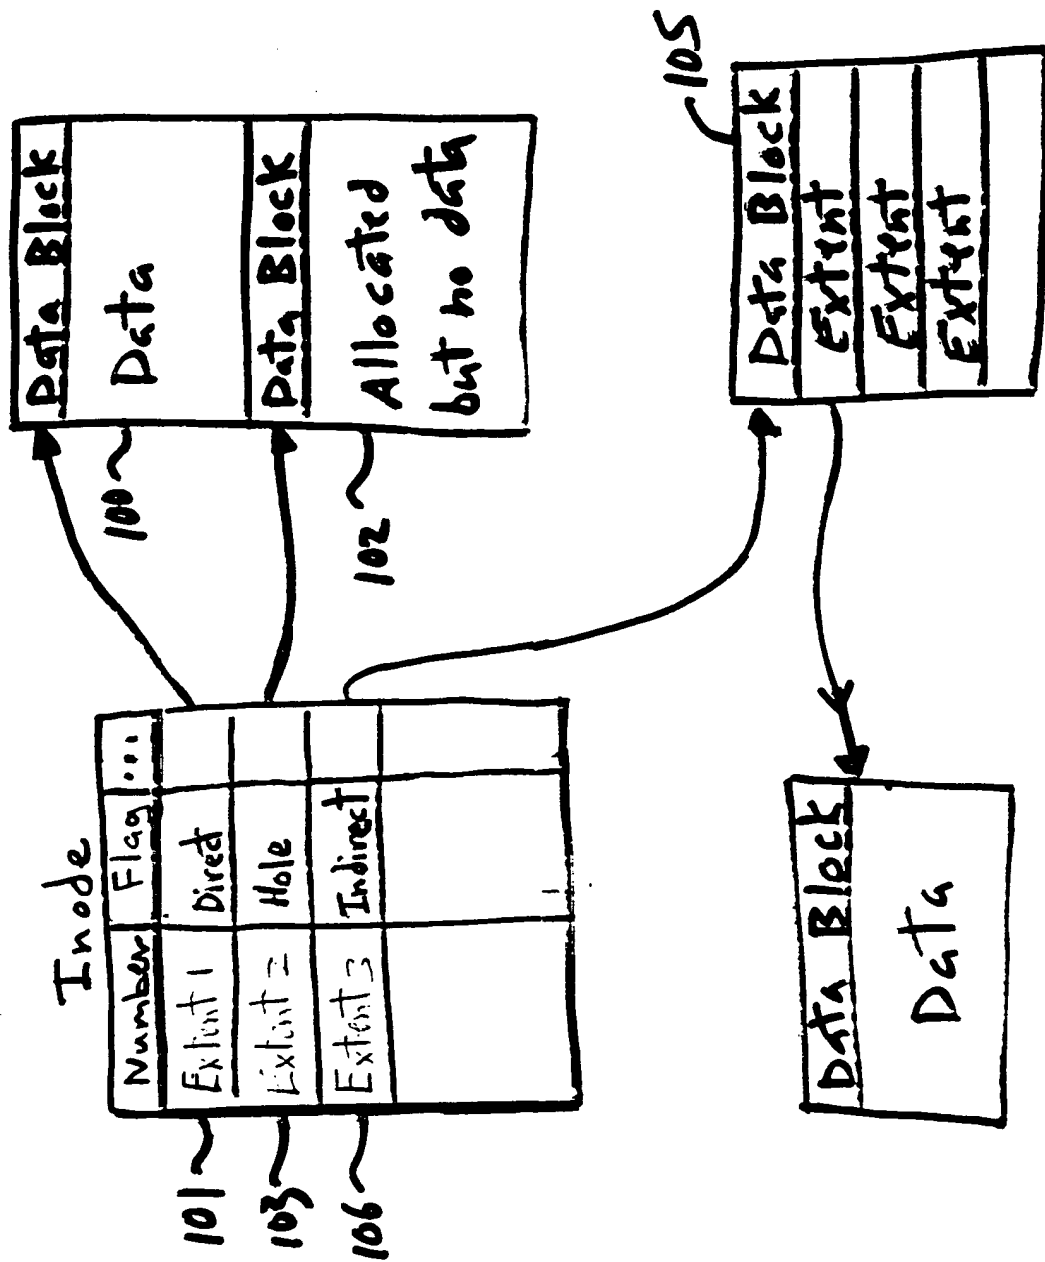 Inode
Number Flag ...
Extent 1 Direct
Extent 2 Hole
Extent 3 Indirect
101
103
106
Data Block
Data
100
Data Block
Allocated
but no data
102
105
Data Block
Extent
Extent
Extent
Data Block
Data